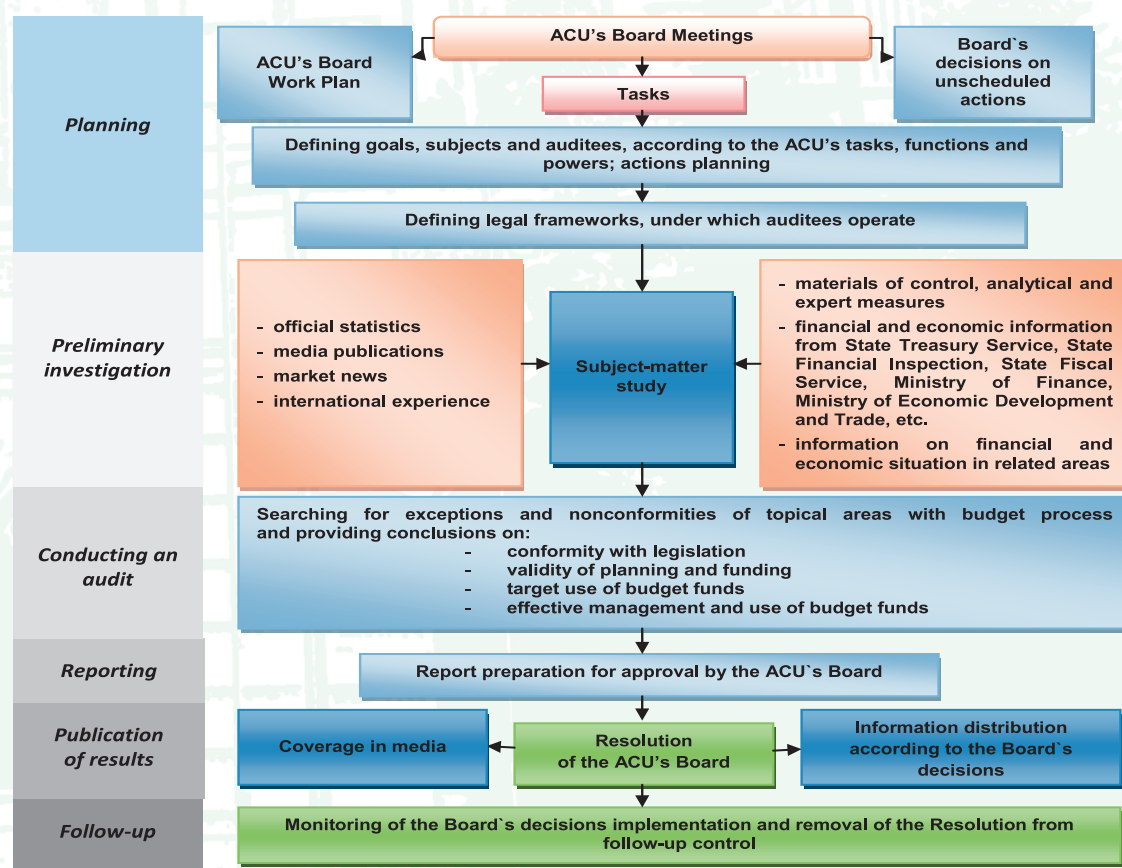 Planning
ACU's Board Meetings
ACU's Board
Work Plan
Board`s
decisions on
unscheduled
actions
Tasks
Defining goals, subjects and auditees, according to the ACU's tasks, functions and
powers; actions planning
Defining legal frameworks, under which auditees operate
Preliminary
investigation
- official statistics
- media publications
- market news
- international experience
Subject-matter
study
- materials of control, analytical and
expert measures
- financial and economic information
from State Treasury Service, State
Financial Inspection, State Fiscal
Service, Ministry of Finance,
Ministry of Economic Development
and Trade, etc.
- information on financial and
economic situation in related areas
Conducting an
audit
Searching for exceptions and nonconformities of topical areas with budget process
and providing conclusions on:
- conformity with legislation
- validity of planning and funding
- target use of budget funds
- effective management and use of budget funds
Reporting
Report preparation for approval by the ACU`s Board
Publication
of results
Coverage in media
Resolution
of the ACU's Board
Information distribution
according to the Board`s
decisions
Follow-up
Monitoring of the Board`s decisions implementation and removal of the Resolution from
follow-up control